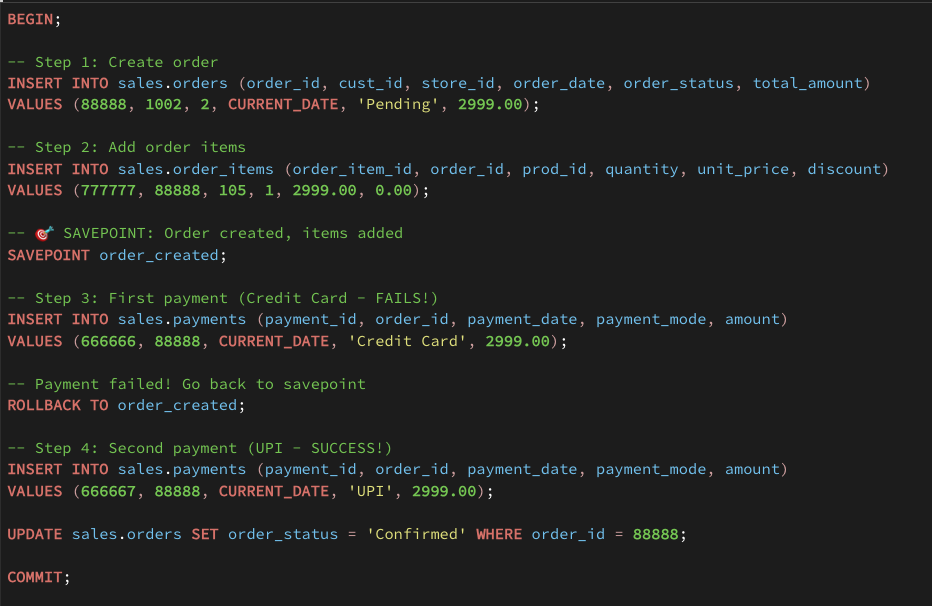 BEGIN;
-- Step 1: Create order
INSERT INTO sales.orders (order_id, cust_id, store_id, order_date, order_status, total_amount)
VALUES (88888, 1002, 2, CURRENT_DATE, 'Pending', 2999.00);
-- Step 2: Add order items
INSERT INTO sales.order_items (order_item_id, order_id, prod_id, quantity, unit_price, discount)
VALUES (777777, 88888, 105, 1, 2999.00, 0.00);
-- 🎯 SAVEPOINT: Order created, items added
SAVEPOINT order_created;
-- Step 3: First payment (Credit Card - FAILS!)
INSERT INTO sales.payments (payment_id, order_id, payment_date, payment_mode, amount)
VALUES (666666, 88888, CURRENT_DATE, 'Credit Card', 2999.00);
-- Payment failed! Go back to savepoint
ROLLBACK TO order_created;
-- Step 4: Second payment (UPI - SUCCESS!)
INSERT INTO sales.payments (payment_id, order_id, payment_date, payment_mode, amount)
VALUES (666667, 88888, CURRENT_DATE, 'UPI', 2999.00);
UPDATE sales.orders SET order_status = 'Confirmed' WHERE order_id = 88888;
COMMIT;